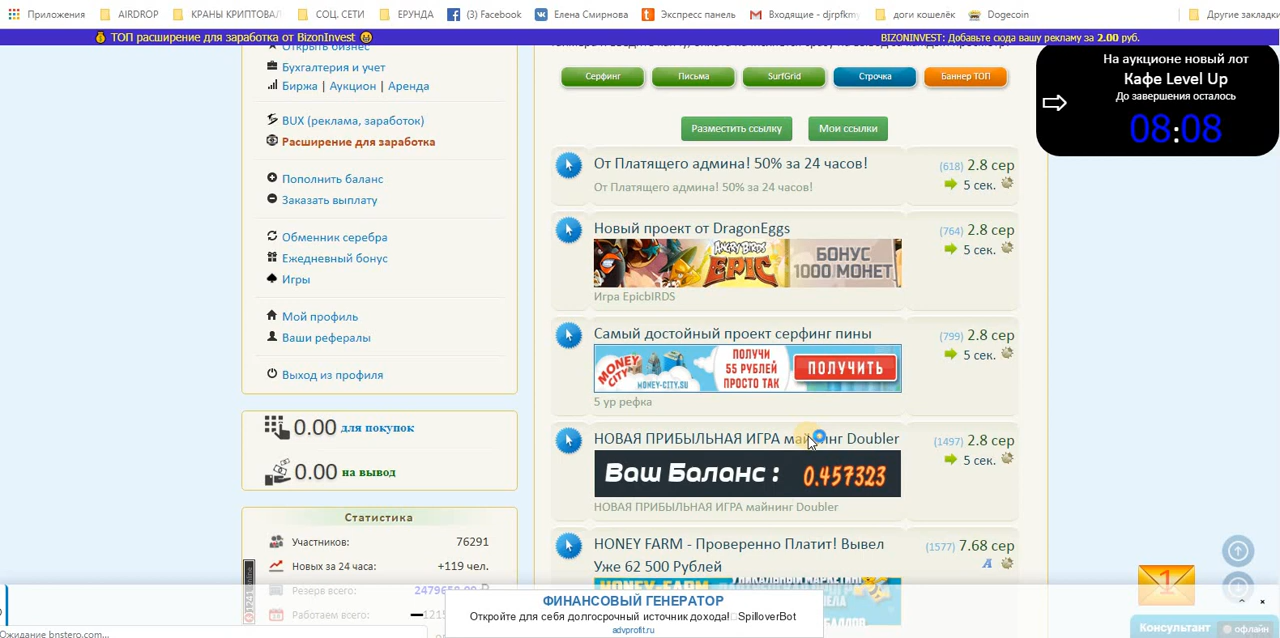 Приложения AIRDROP КРАНЫ КРИПТОВАЛ СОЦ. СЕТИ ЕРУНДА (3) Facebook Елена Смирнова Экспресс панель Входящие - djrpfkmy доги кошелёк Dogecoin Другие закладки
ТОП расширение для заработка от BizonInvest
BIZONINVEST: Добавьте сюда вашу рекламу за 2.00 руб.
Открыть бизнес
Бухгалтерия и учет
Биржа | Аукцион | Аренда
BUX (реклама, заработок)
Расширение для заработка
Пополнить баланс
Заказать выплату
Обменник серебра
Ежедневный бонус
Игры
Мой профиль
Ваши рефералы
Выход из профиля
0.00 для покупок
0.00 на вывод
Статистика
Участников: 76291
Новых за 24 часа: +119 чел.
Резерв всего:
Работаем всего:
Серфинг Письма SurfGrid Строчка Баннер ТОП
Разместить ссылку Мои ссылки
От Платящего админа! 50% за 24 часов!
От Платящего админа! 50% за 24 часов!
(618) 2.8 сер
5 сек.
Новый проект от DragonEggs
ANGRY BIRDS
EPIC
БОНУС
1000 МОНЕТ
Игра EpicbIRDS
(764) 2.8 сер
5 сек.
Самый достойный проект серфинг пины
MONEY CITY
MONEY-CITY.SU
ПОЛУЧИ
55 РУБЛЕЙ
ПРОСТО ТАК
ПОЛУЧИТЬ
5 ур рефка
(799) 2.8 сер
5 сек.
НОВАЯ ПРИБЫЛЬНАЯ ИГРА майнинг Doubler
Ваш Баланс : 0.457323
НОВАЯ ПРИБЫЛЬНАЯ ИГРА майнинг Doubler
(1497) 2.8 сер
5 сек.
HONEY FARM - Проверенно Платит! Вывел
Уже 62 500 Рублей
(1577) 7.68 сер
На аукционе новый лот
Кафе Level Up
До завершения осталось
08:08
ФИНАНСОВЫЙ ГЕНЕРАТОР
Откройте для себя долгосрочный источник дохода! SpilloverBot
advprofit.ru
1
Консультант офлайн
Ожидание bnstero.com...